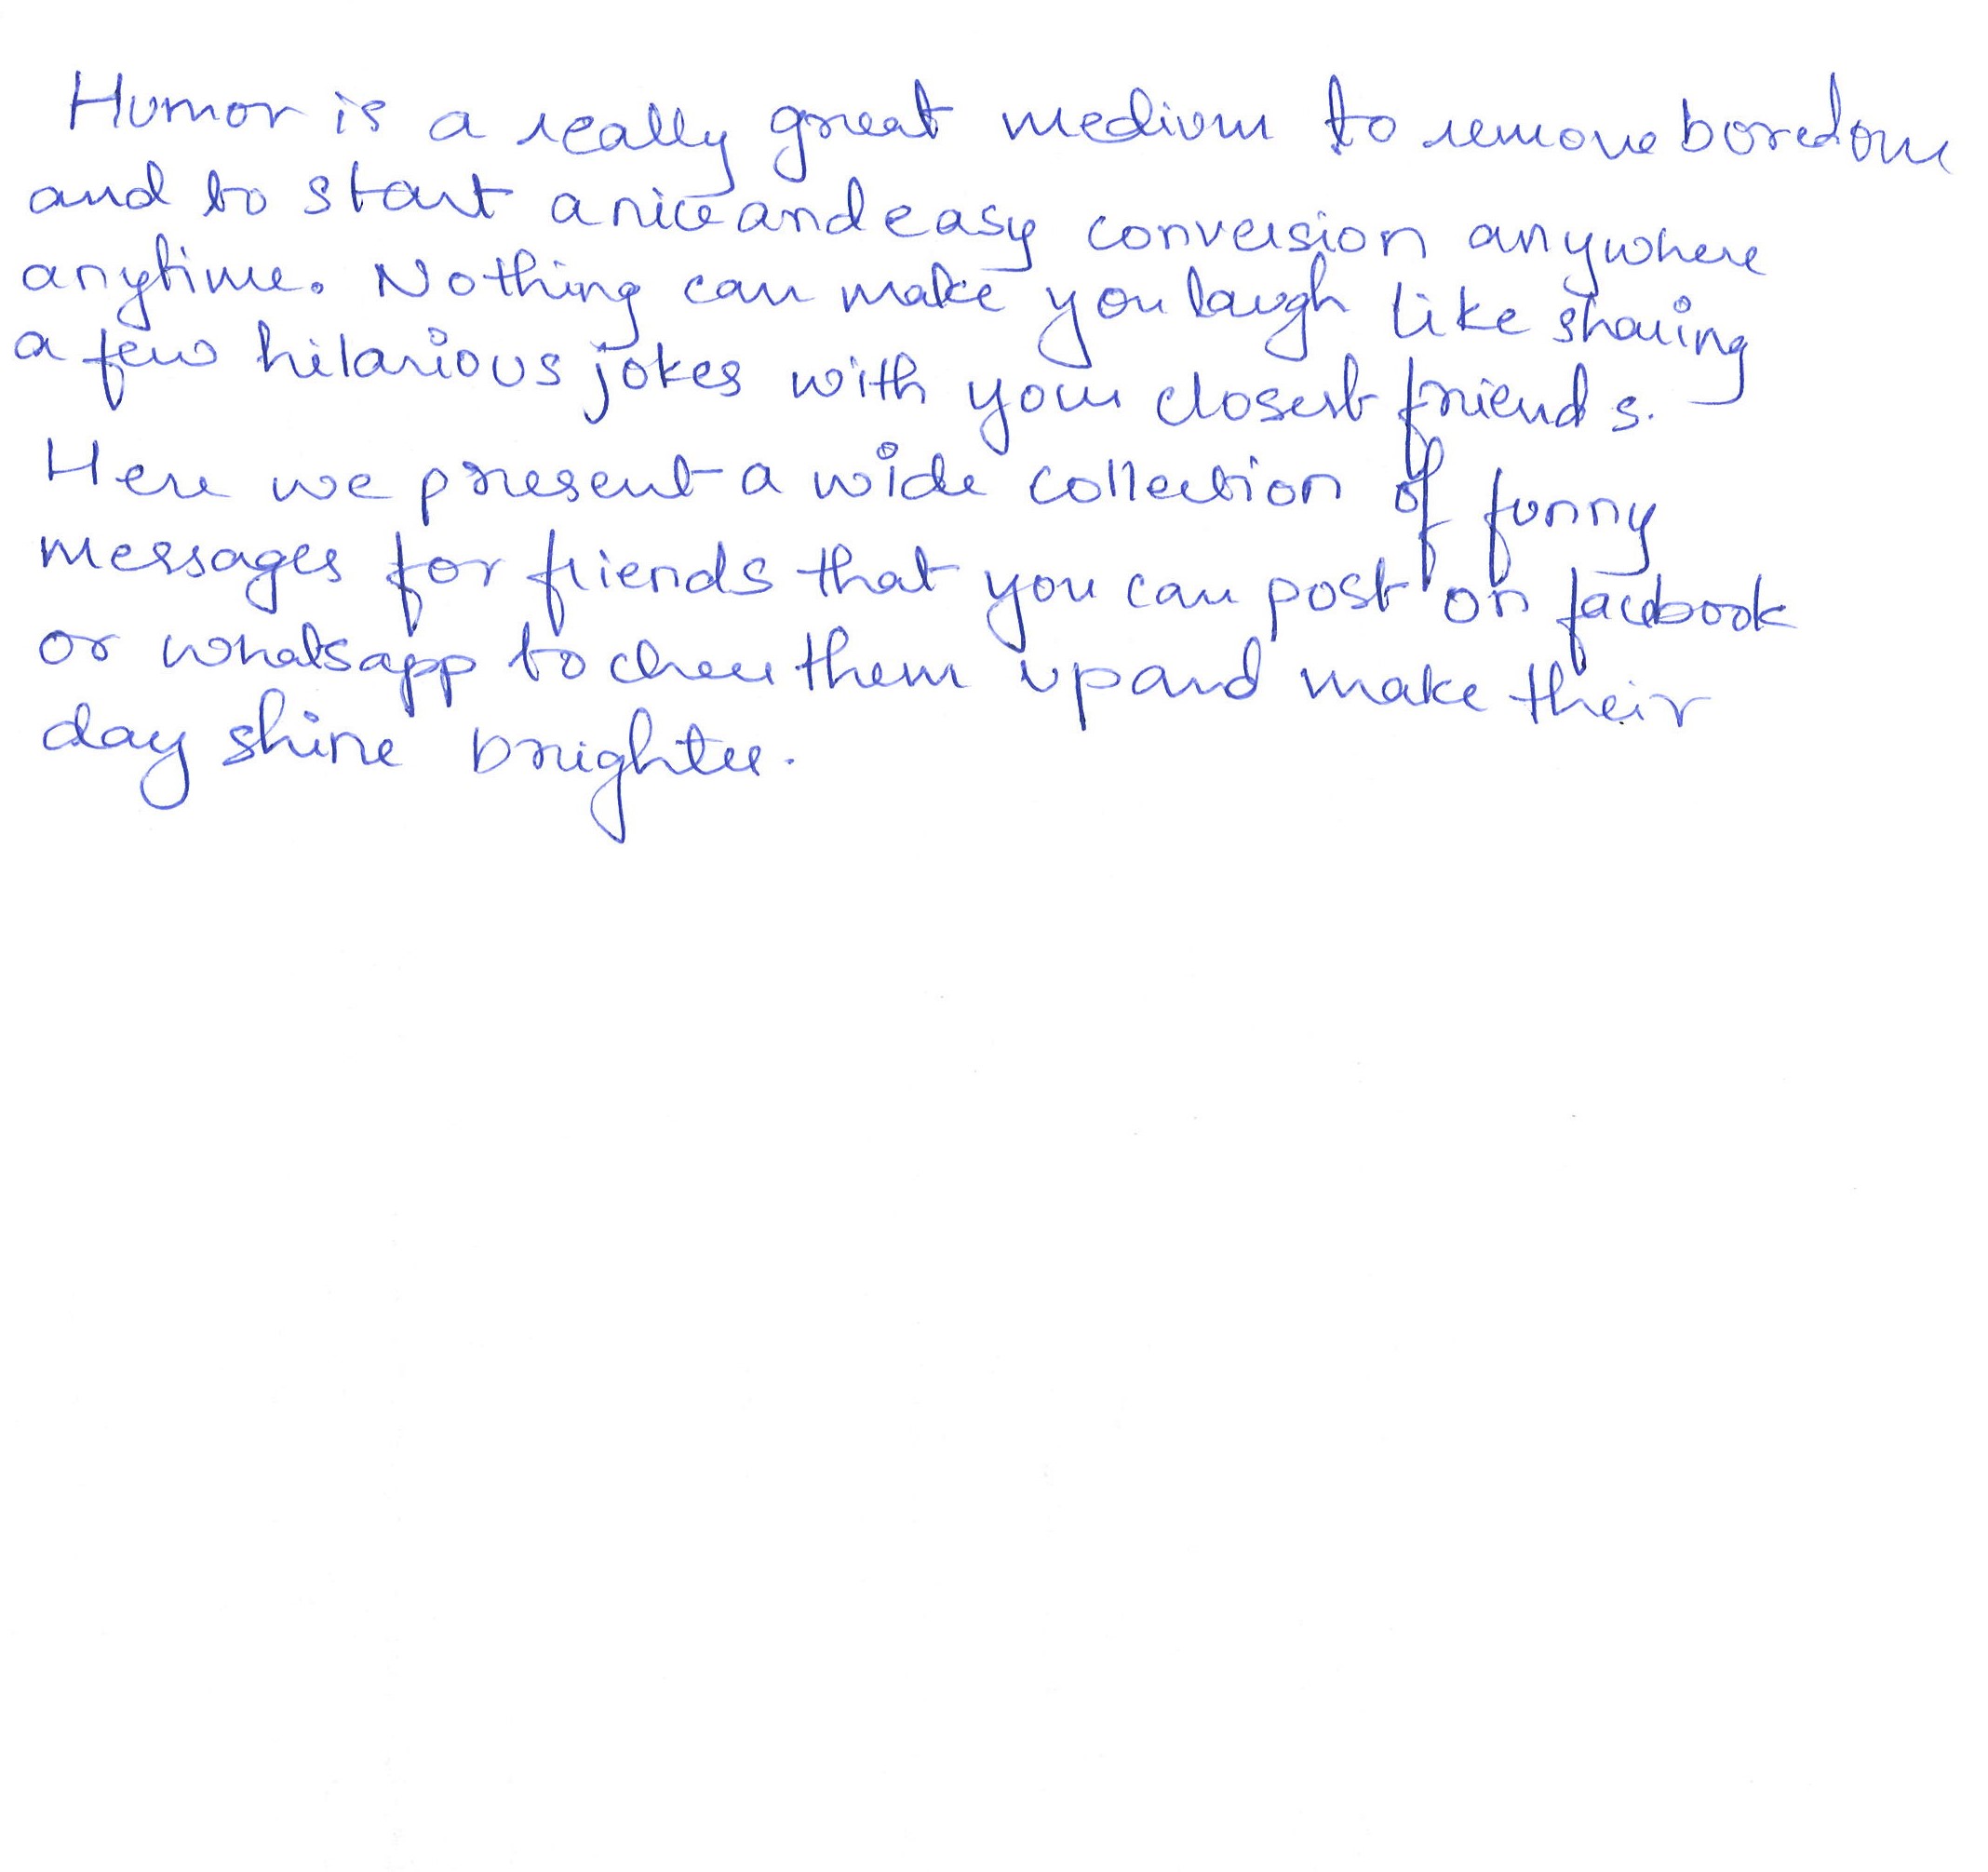 Humor is a really great medium to remove boredom
and to start a nice and easy conversion anywhere
anytime. Nothing can make you laugh like sharing
a few hilarious jokes with your closest friends.
Here we present a wide collection of funny
messages for friends that you can post on facebook
or whatsapp to cheer them up and make their
day shine brighter.